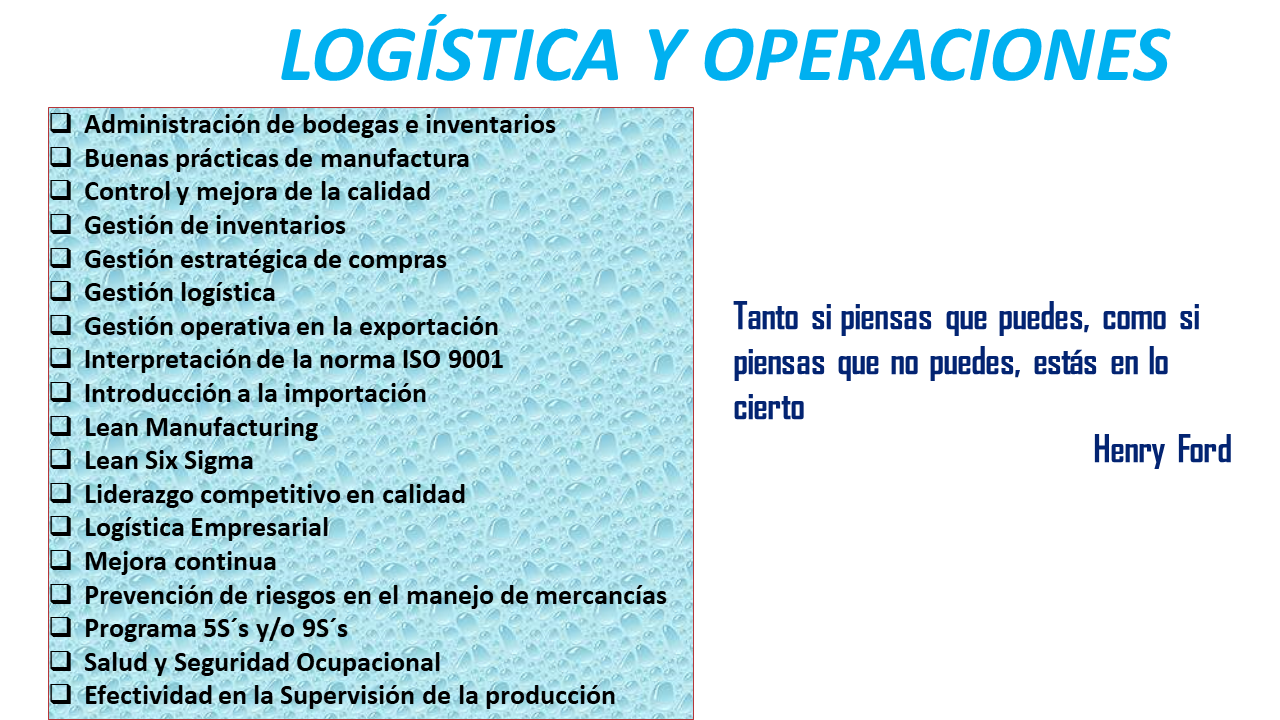 LOGÍSTICA Y OPERACIONES
❑ Administración de bodegas e inventarios
❑ Buenas prácticas de manufactura
❑ Control y mejora de la calidad
❑ Gestión de inventarios
❑ Gestión estratégica de compras
❑ Gestión logística
❑ Gestión operativa en la exportación
❑ Interpretación de la norma ISO 9001
❑ Introducción a la importación
❑ Lean Manufacturing
❑ Lean Six Sigma
❑ Liderazgo competitivo en calidad
❑ Logística Empresarial
❑ Mejora continua
❑ Prevención de riesgos en el manejo de mercancías
❑ Programa 5S´s y/o 9S´s
❑ Salud y Seguridad Ocupacional
❑ Efectividad en la Supervisión de la producción
Tanto si piensas que puedes, como si
piensas que no puedes, estás en lo
cierto
Henry Ford